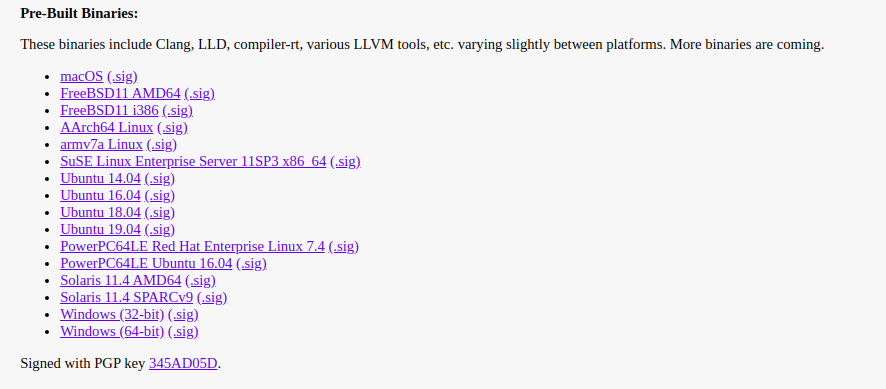 Pre-Built Binaries:
These binaries include Clang, LLD, compiler-rt, various LLVM tools, etc. varying slightly between platforms. More binaries are coming.
• macOS (.sig)
• FreeBSD11 AMD64 (.sig)
• FreeBSD11 i386 (.sig)
• AArch64 Linux (.sig)
• armv7a Linux (.sig)
• SuSE Linux Enterprise Server 11SP3 x86_64 (.sig)
• Ubuntu 14.04 (.sig)
• Ubuntu 16.04 (.sig)
• Ubuntu 18.04 (.sig)
• Ubuntu 19.04 (.sig)
• PowerPC64LE Red Hat Enterprise Linux 7.4 (.sig)
• PowerPC64LE Ubuntu 16.04 (.sig)
• Solaris 11.4 AMD64 (.sig)
• Solaris 11.4 SPARCv9 (.sig)
• Windows (32-bit) (.sig)
• Windows (64-bit) (.sig)
Signed with PGP key 345AD05D.